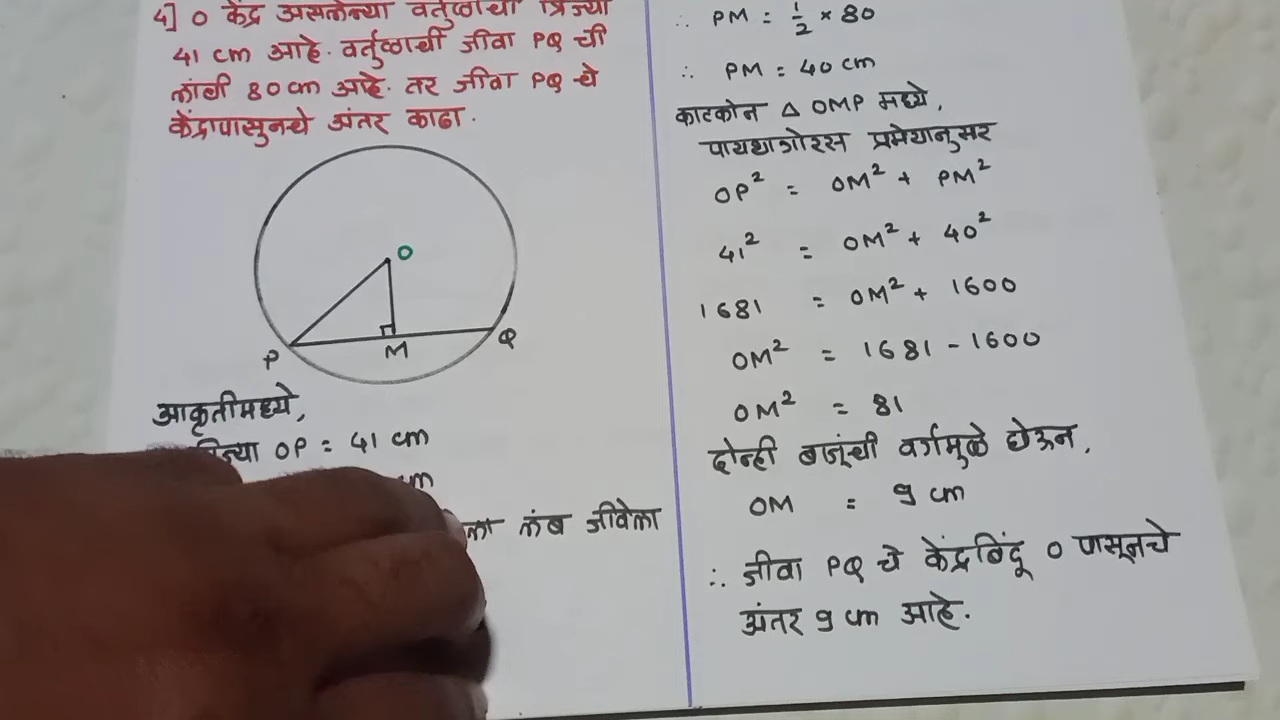 4] O केंद्र असलेल्या वर्तुळाची त्रिज्या
41 cm आहे. वर्तुळाची जीवा PQ ची
लांबी 80 cm आहे. तर जीवा PQ चे
केंद्रापासुनचे अंतर काढा.
O
P
M
Q
आकृतीमध्ये,
OP = 41 cm
cm
लंब जीवेला
∴ PM = 1/2 × 80
∴ PM = 40 cm
काटकोन △ OMP मध्ये,
पायथागोरस प्रमेयानुसर
OP² = OM² + PM²
41² = OM² + 40²
1681 = OM² + 1600
OM² = 1681 - 1600
OM² = 81
दोन्ही बाजूंची वर्गमुळे घेऊन,
OM = 9 cm
∴ जीवा PQ चे केंद्रबिंदू O पासूनचे
अंतर 9 cm आहे.